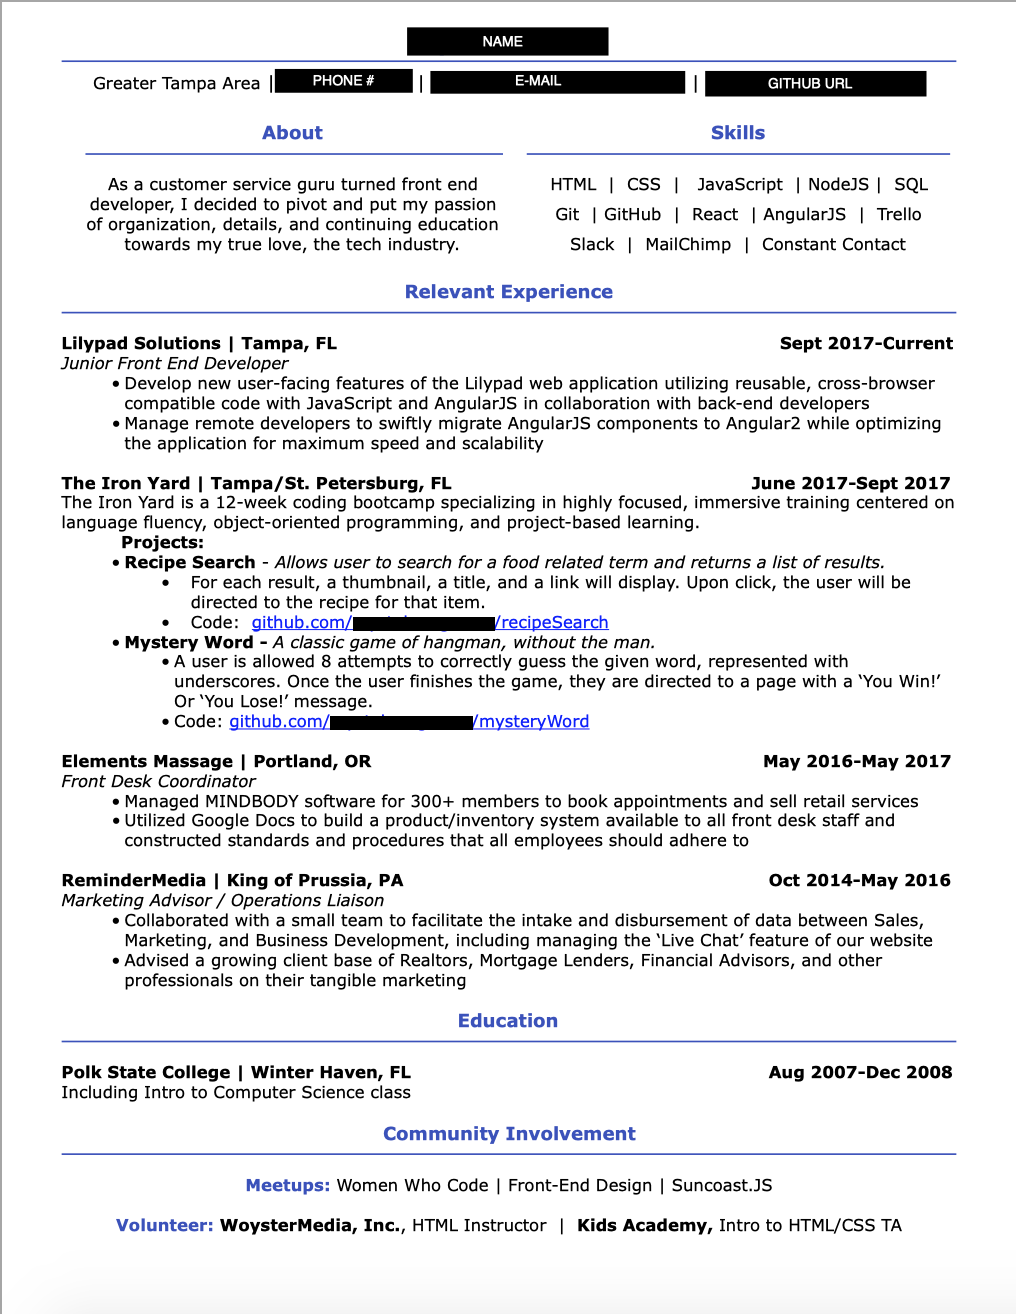 NAME
Greater Tampa Area | PHONE # | E-MAIL | GITHUB URL
About
As a customer service guru turned front end
developer, I decided to pivot and put my passion
of organization, details, and continuing education
towards my true love, the tech industry.
Skills
HTML | CSS | JavaScript | NodeJS | SQL
Git | GitHub | React | AngularJS | Trello
Slack | MailChimp | Constant Contact
Relevant Experience
Lilypad Solutions | Tampa, FL Sept 2017-Current
Junior Front End Developer
• Develop new user-facing features of the Lilypad web application utilizing reusable, cross-browser
compatible code with JavaScript and AngularJS in collaboration with back-end developers
• Manage remote developers to swiftly migrate AngularJS components to Angular2 while optimizing
the application for maximum speed and scalability
The Iron Yard | Tampa/St. Petersburg, FL June 2017-Sept 2017
The Iron Yard is a 12-week coding bootcamp specializing in highly focused, immersive training centered on
language fluency, object-oriented programming, and project-based learning.
Projects:
• Recipe Search - Allows user to search for a food related term and returns a list of results.
• For each result, a thumbnail, a title, and a link will display. Upon click, the user will be
directed to the recipe for that item.
• Code: github.com/ /recipeSearch
• Mystery Word - A classic game of hangman, without the man.
• A user is allowed 8 attempts to correctly guess the given word, represented with
underscores. Once the user finishes the game, they are directed to a page with a ‘You Win!’
Or ‘You Lose!’ message.
• Code: github.com/ /mysteryWord
Elements Massage | Portland, OR May 2016-May 2017
Front Desk Coordinator
• Managed MINDBODY software for 300+ members to book appointments and sell retail services
• Utilized Google Docs to build a product/inventory system available to all front desk staff and
constructed standards and procedures that all employees should adhere to
ReminderMedia | King of Prussia, PA Oct 2014-May 2016
Marketing Advisor / Operations Liaison
• Collaborated with a small team to facilitate the intake and disbursement of data between Sales,
Marketing, and Business Development, including managing the ‘Live Chat’ feature of our website
• Advised a growing client base of Realtors, Mortgage Lenders, Financial Advisors, and other
professionals on their tangible marketing
Education
Polk State College | Winter Haven, FL Aug 2007-Dec 2008
Including Intro to Computer Science class
Community Involvement
Meetups: Women Who Code | Front-End Design | Suncoast.JS
Volunteer: WoysterMedia, Inc., HTML Instructor | Kids Academy, Intro to HTML/CSS TA